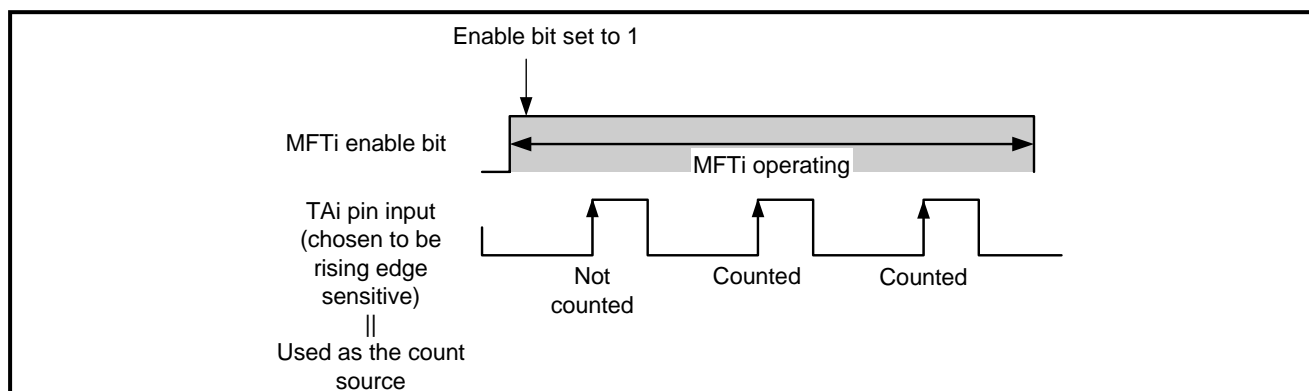 Enable bit set to 1
MFTi enable bit
MFTi operating
TAi pin input
(chosen to be
rising edge
sensitive)
||
Used as the count
source
Not
counted
Counted
Counted